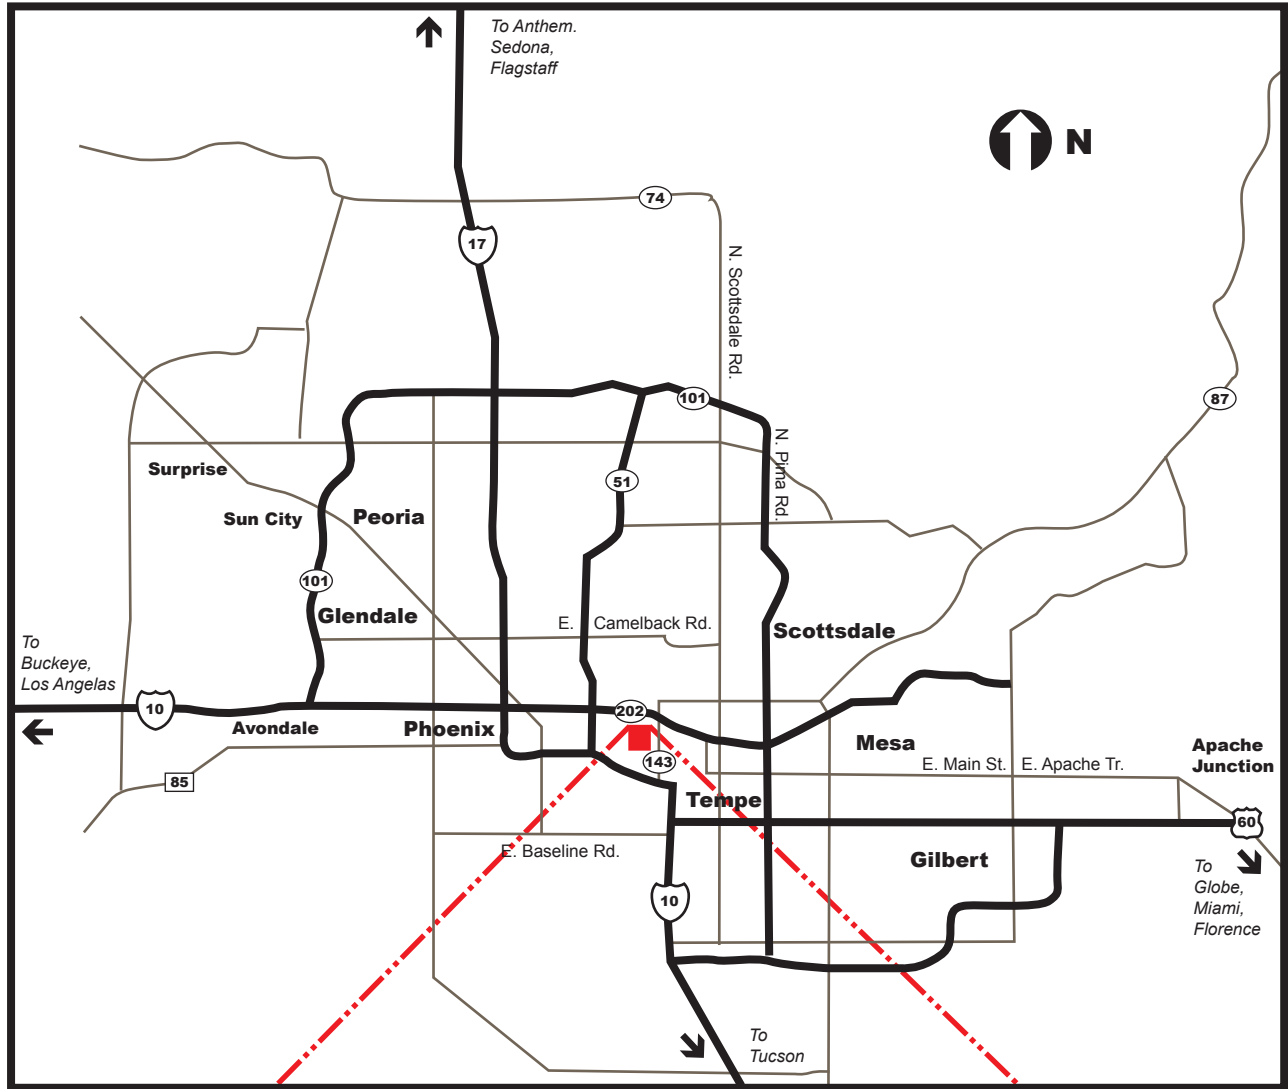 To Anthem.
Sedona,
Flagstaff
N
74
17
N. Scottsdale Rd.
87
101
N. Pima Rd.
Surprise
51
Sun City
Peoria
101
Glendale
E. Camelback Rd.
Scottsdale
To
Buckeye,
Los Angelas
10
202
Avondale
Phoenix
Mesa
Apache
Junction
143
E. Main St.
E. Apache Tr.
85
Tempe
60
E. Baseline Rd.
Gilbert
To
Globe,
Miami,
Florence
10
To
Tucson